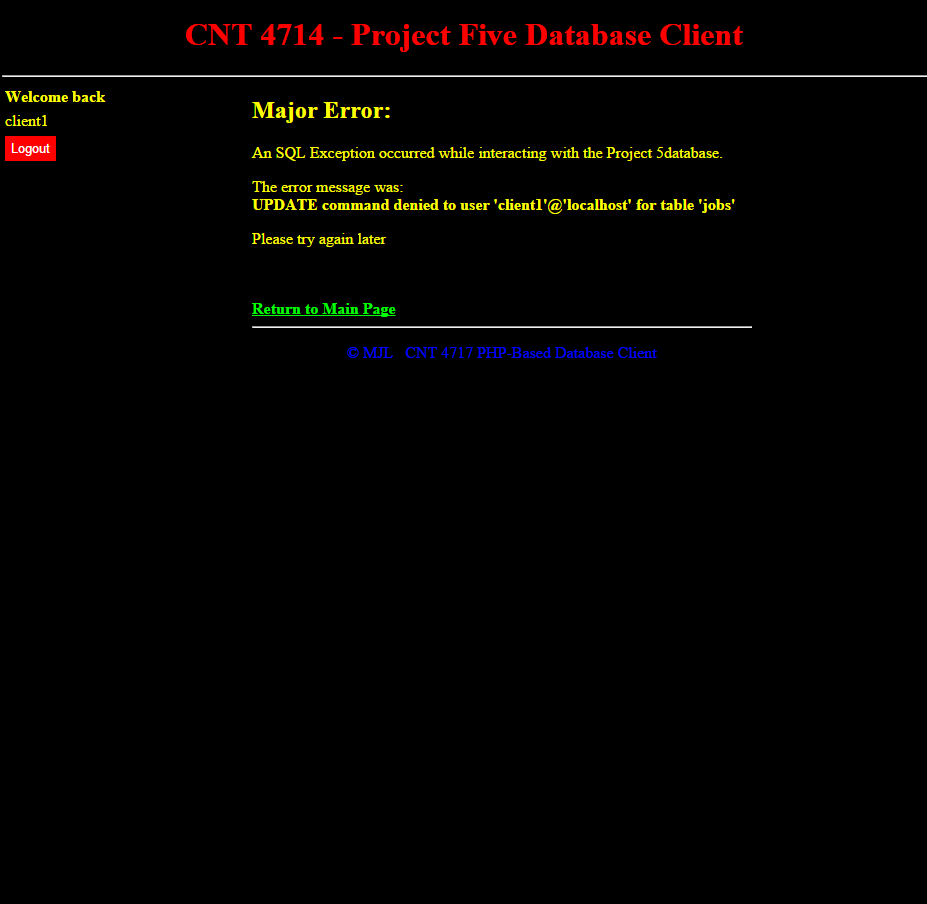 CNT 4714 - Project Five Database Client
Welcome back
client1
Logout
Major Error:
An SQL Exception occurred while interacting with the Project 5database.
The error message was:
UPDATE command denied to user 'client1'@'localhost' for table 'jobs'
Please try again later
Return to Main Page
© MJL CNT 4717 PHP-Based Database Client